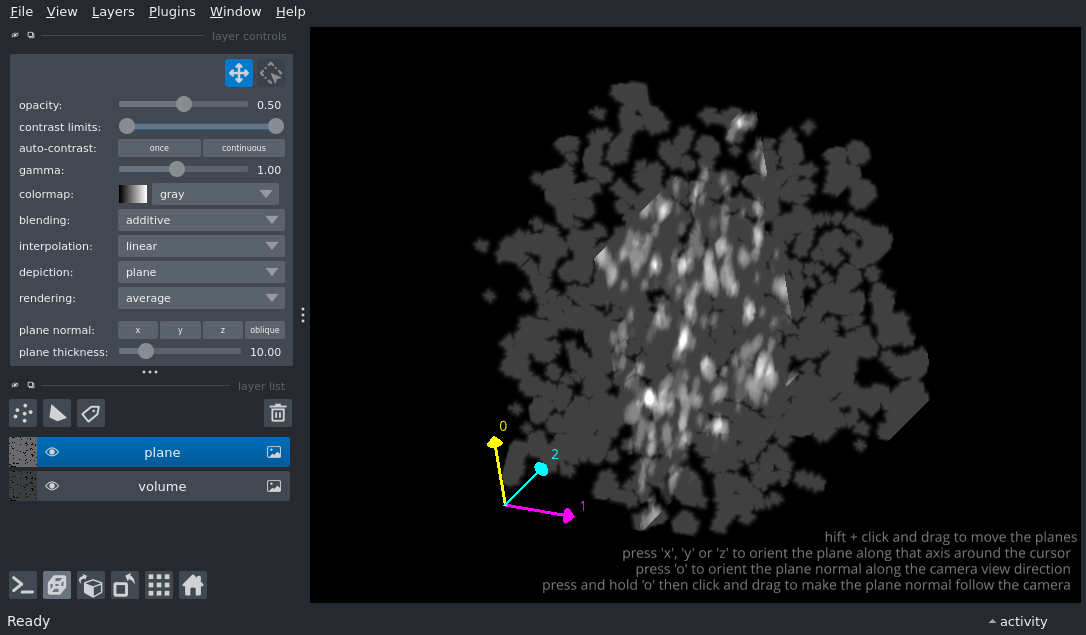 File View Layers Plugins Window Help
layer controls
opacity: 0.50
contrast limits:
auto-contrast: once continuous
gamma: 1.00
colormap: gray
blending: additive
interpolation: linear
depiction: plane
rendering: average
plane normal: x y z oblique
plane thickness: 10.00
layer list
plane
volume
0
2
1
hift + click and drag to move the planes
press 'x', 'y' or 'z' to orient the plane along that axis around the cursor
press 'o' to orient the plane normal along the camera view direction
press and hold 'o' then click and drag to make the plane normal follow the camera
Ready
activity